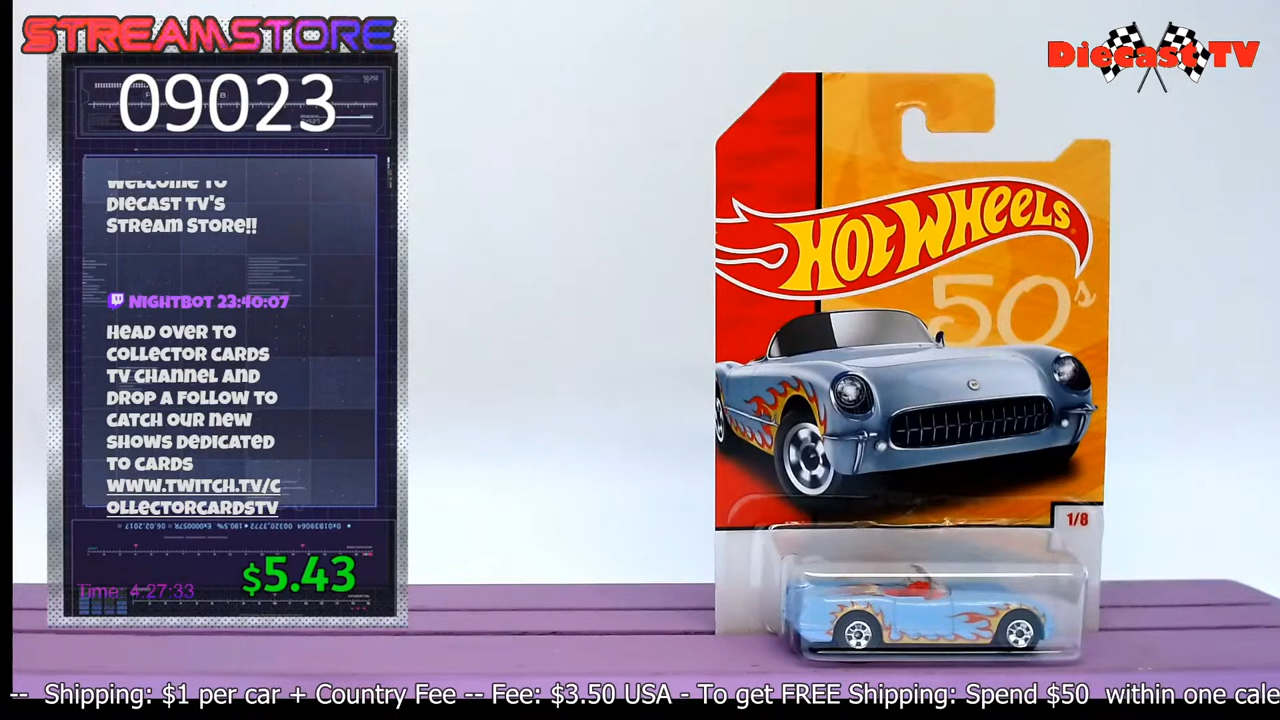 STREAMSTORE
09023
WELCOME TO
DIECAST TV'S
STREAM STORE!!
NIGHTBOT 23:40:07
HEAD OVER TO
COLLECTOR CARDS
TV CHANNEL AND
DROP A FOLLOW TO
CATCH OUR NEW
SHOWS DEDICATED
TO CARDS
WWW.TWITCH.TV/C
OLLECTORCARDSTV
$5.43
Time: 4:27:33
Diecast TV
HOT WHEELS
50's
1/8
-- Shipping: $1 per car + Country Fee -- Fee: $3.50 USA - To get FREE Shipping: Spend $50 within one cale